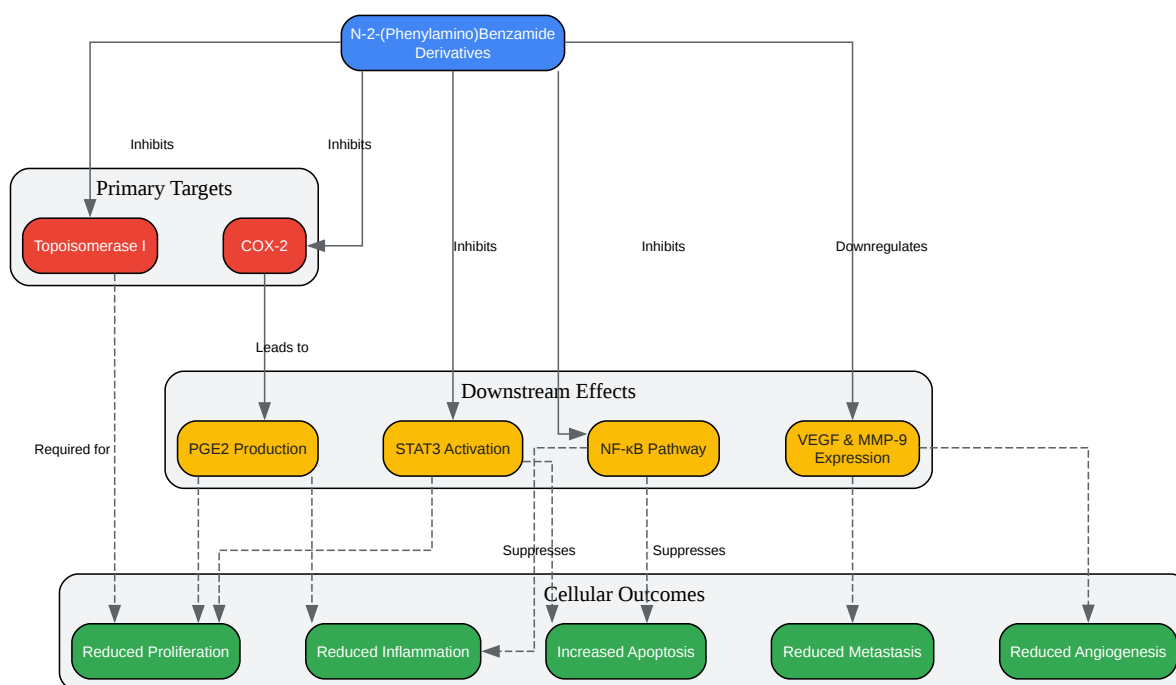 N-2-(Phenylamino)Benzamide
Derivatives
Inhibits
Inhibits
Primary Targets
Topoisomerase I
COX-2
Inhibits
Inhibits
Downregulates
Leads to
Downstream Effects
Required for
PGE2 Production
STAT3 Activation
NF-κB Pathway
VEGF & MMP-9
Expression
Suppresses
Suppresses
Cellular Outcomes
Reduced Proliferation
Reduced Inflammation
Increased Apoptosis
Reduced Metastasis
Reduced Angiogenesis